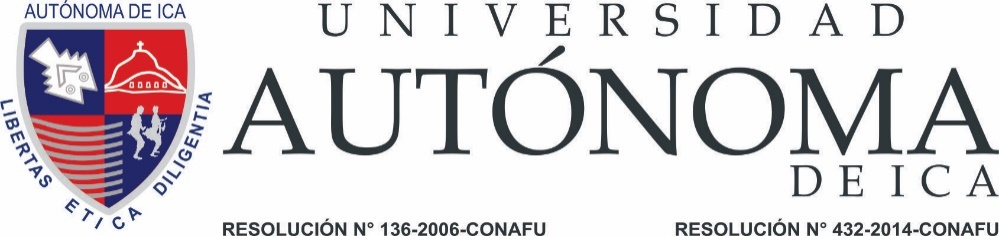 AUTÓNOMA DE ICA
LIBERTAS ETICA DILIGENTIA
UNIVERSIDAD
AUTÓNOMA
DE ICA
RESOLUCIÓN N° 136-2006-CONAFU
RESOLUCIÓN N° 432-2014-CONAFU